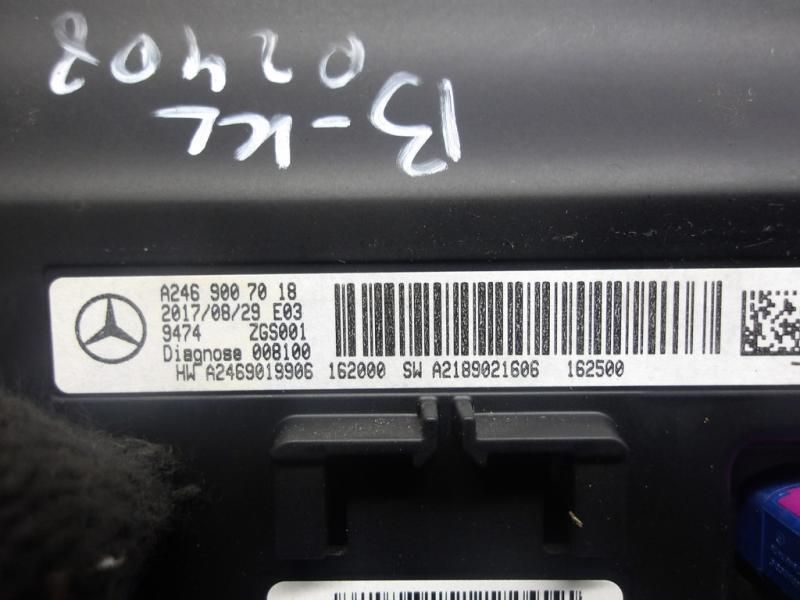 13-KL
02408
A246 900 70 18
2017/08/29 E03
9474 ZGS001
Diagnose 008100
HW A2469019906 162000 SW A2189021606 162500